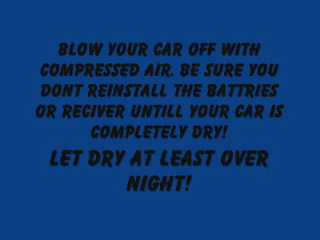 BLOW YOUR CAR OFF WITH
COMPRESSED AIR. BE SURE YOU
DONT REINSTALL THE BATTRIES
OR RECIVER UNTILL YOUR CAR IS
COMPLETELY DRY!
LET DRY AT LEAST OVER
NIGHT!